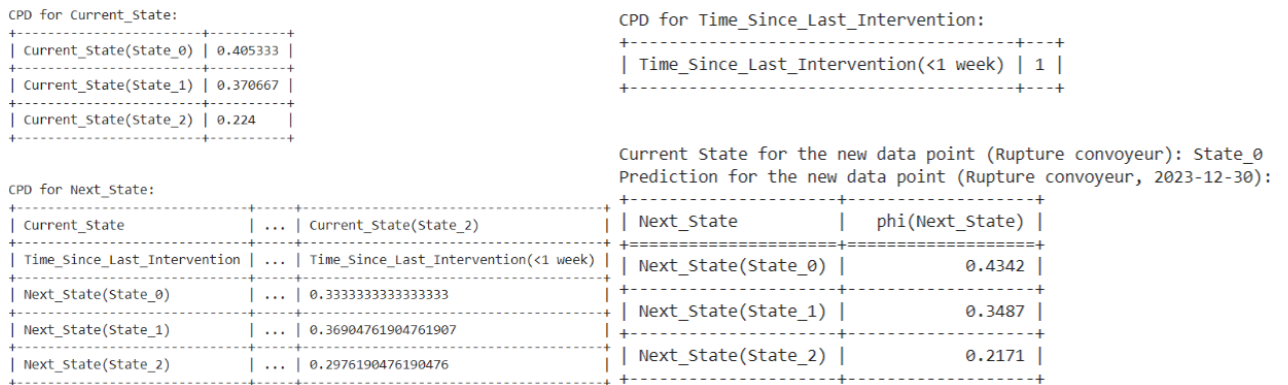 CPD for Current_State:
+-------------------------+----------+
| Current_State(State_0) | 0.405333 |
+-------------------------+----------+
| Current_State(State_1) | 0.370667 |
+-------------------------+----------+
| Current_State(State_2) | 0.224 |
+-------------------------+----------+
CPD for Next_State:
+------------------------------+-----+---------------------------------------+
| Current_State | ... | Current_State(State_2) |
+------------------------------+-----+---------------------------------------+
| Time_Since_Last_Intervention | ... | Time_Since_Last_Intervention(<1 week) |
+------------------------------+-----+---------------------------------------+
| Next_State(State_0) | ... | 0.3333333333333333 |
+------------------------------+-----+---------------------------------------+
| Next_State(State_1) | ... | 0.36904761904761907 |
+------------------------------+-----+---------------------------------------+
| Next_State(State_2) | ... | 0.2976190476190476 |
+------------------------------+-----+---------------------------------------+
CPD for Time_Since_Last_Intervention:
+---------------------------------------+---+
| Time_Since_Last_Intervention(<1 week) | 1 |
+---------------------------------------+---+
Current State for the new data point (Rupture convoyeur): State_0
Prediction for the new data point (Rupture convoyeur, 2023-12-30):
+---------------------+-------------------+
| Next_State | phi(Next_State) |
+=====================+===================+
| Next_State(State_0) | 0.4342 |
+---------------------+-------------------+
| Next_State(State_1) | 0.3487 |
+---------------------+-------------------+
| Next_State(State_2) | 0.2171 |
+---------------------+-------------------+